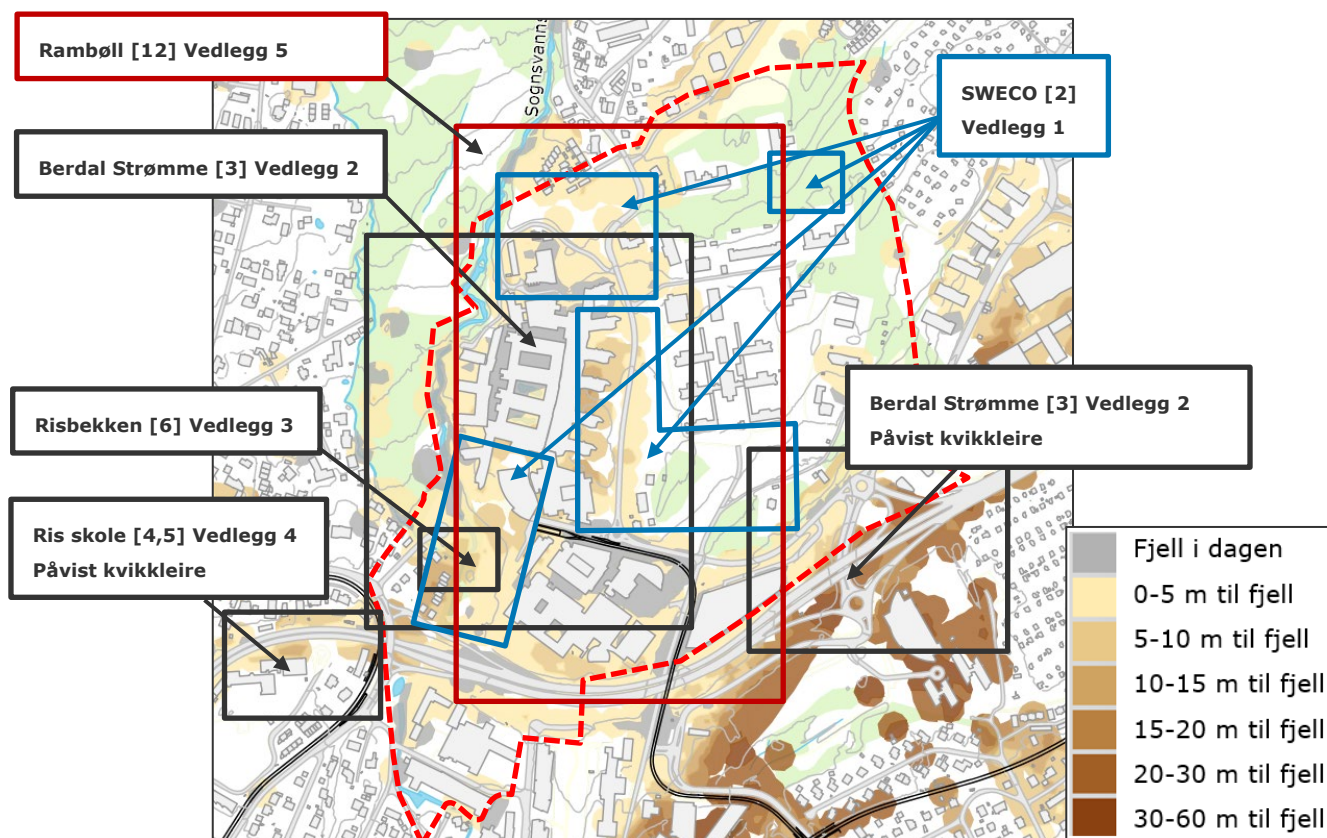 Rambøll [12] Vedlegg 5
Sognsvanns
SWECO [2]
Vedlegg 1
Berdal Strømme [3] Vedlegg 2
Berdal Strømme [3] Vedlegg 2
Påvist kvikkleire
Risbekken [6] Vedlegg 3
Ris skole [4,5] Vedlegg 4
Påvist kvikkleire
Fjell i dagen
0-5 m til fjell
5-10 m til fjell
10-15 m til fjell
15-20 m til fjell
20-30 m til fjell
30-60 m til fjell